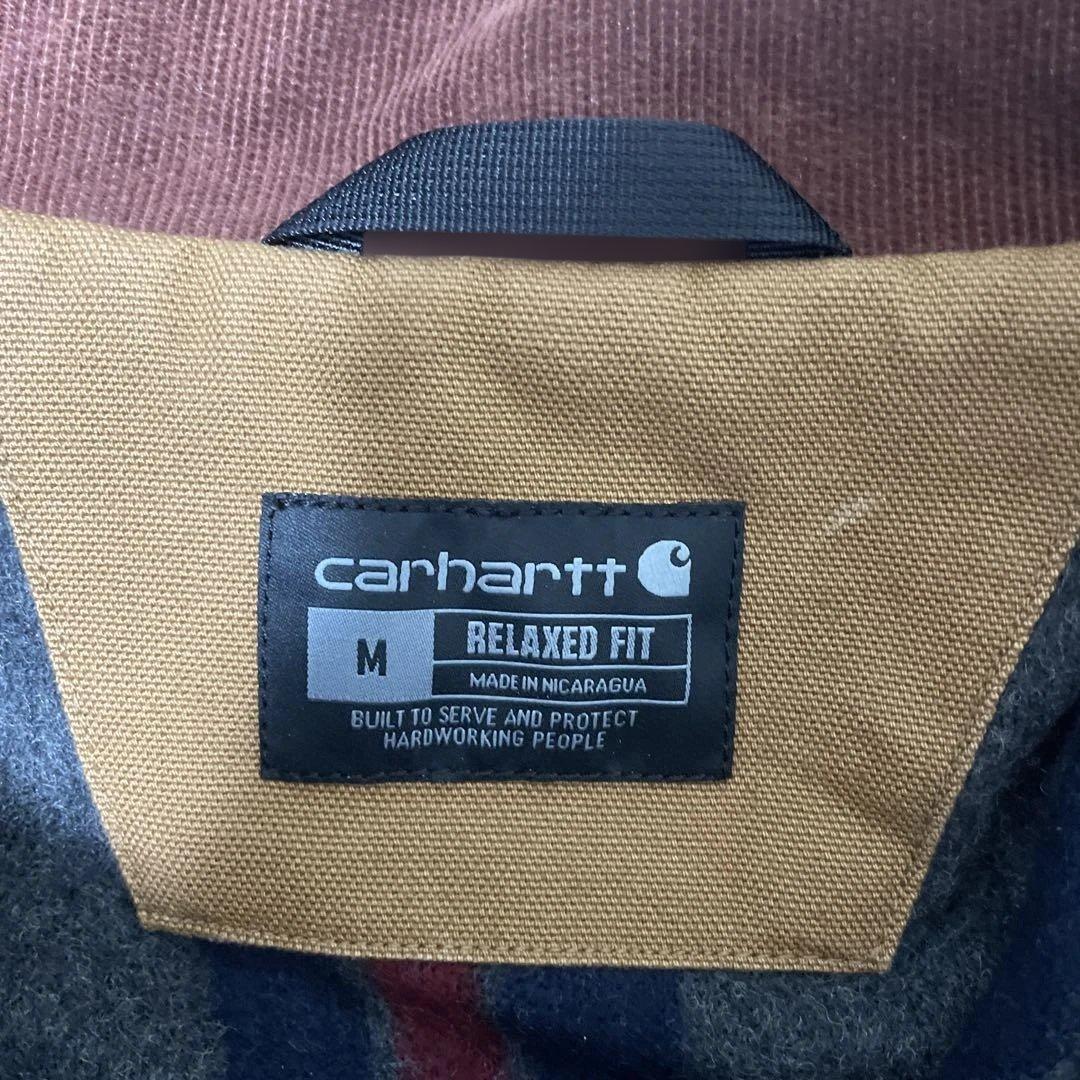 carhartt
M
RELAXED FIT
MADE IN NICARAGUA
BUILT TO SERVE AND PROTECT
HARDWORKING PEOPLE